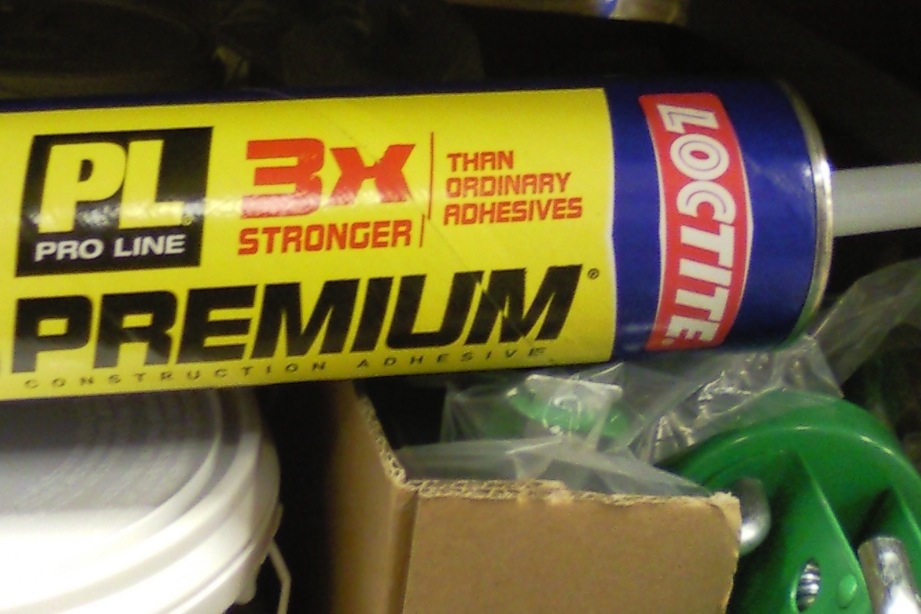 PL
PRO LINE
3X
STRONGER
THAN
ORDINARY
ADHESIVES
PREMIUM®
CONSTRUCTION ADHESIVE
LOCTITE®